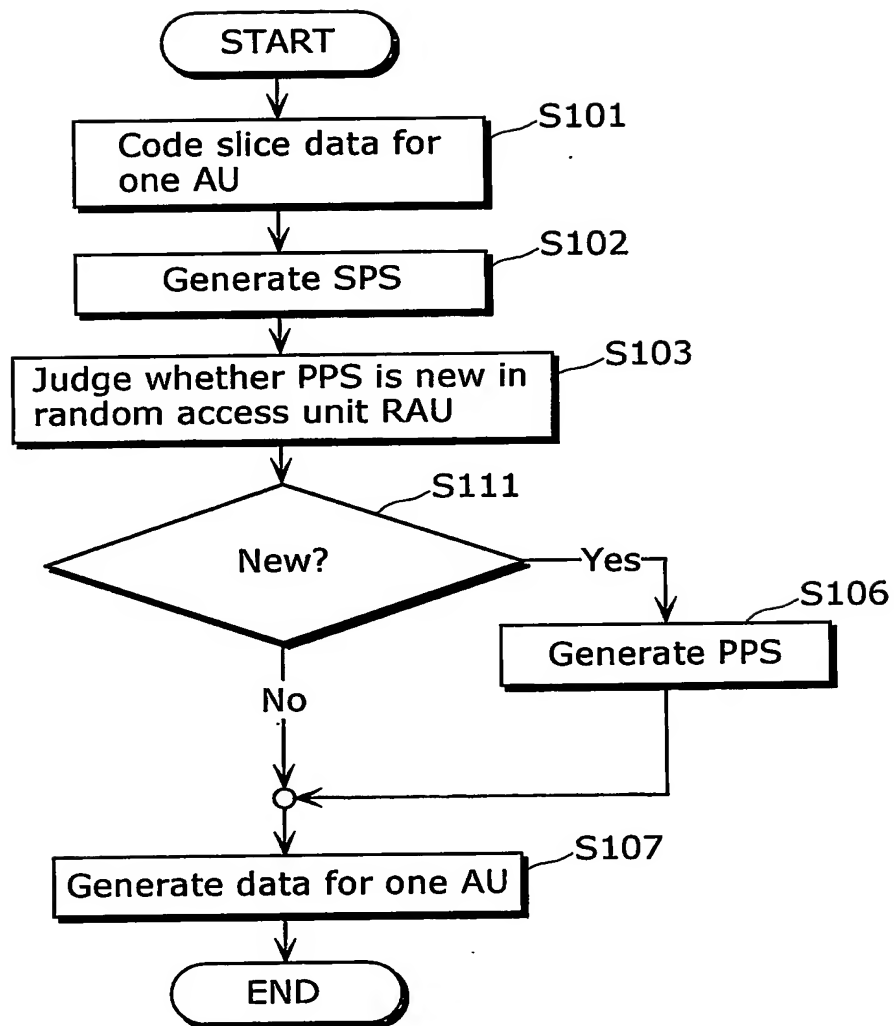 START
S101
Code slice data for
one AU
S102
Generate SPS
S103
Judge whether PPS is new in
random access unit RAU
S111
New?
Yes
S106
Generate PPS
No
S107
Generate data for one AU
END